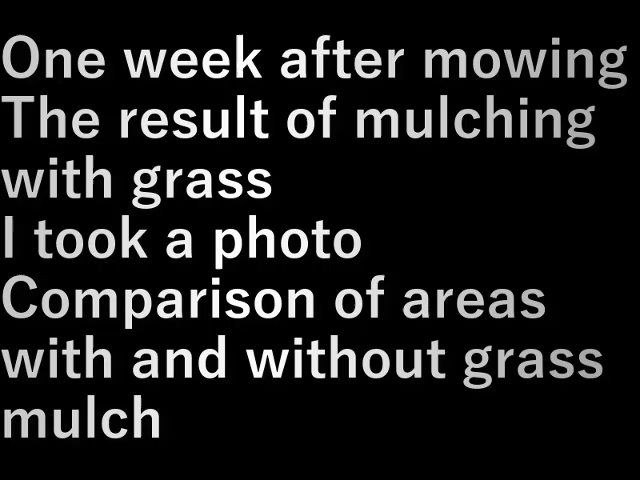 One week after mowing
The result of mulching
with grass
I took a photo
Comparison of areas
with and without grass
mulch